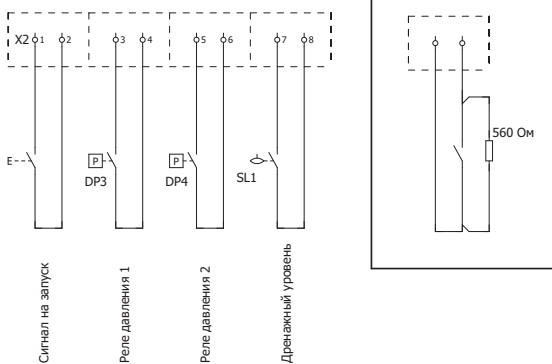 X2 1 2 3 4 5 6 7 8
560 Ом
E
P
P
DP3
DP4
SL1
Сигнал на запуск
Реле давления 1
Реле давления 2
Дренажный уровень